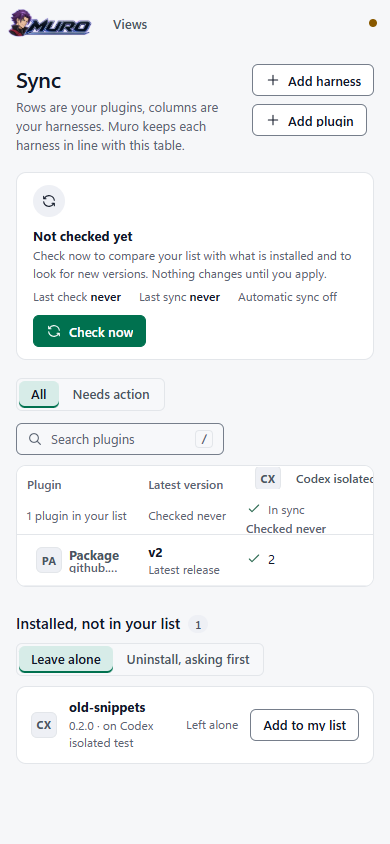 MURO
Views
Sync
Add harness
Rows are your plugins, columns are
your harnesses. Muro keeps each
harness in line with this table.
Add plugin
Not checked yet
Check now to compare your list with what is installed and to
look for new versions. Nothing changes until you apply.
Last check never Last sync never Automatic sync off
Check now
All Needs action
Search plugins /
Plugin Latest version CX Codex isolated
1 plugin in your list Checked never In sync
Checked never
PA Package v2 2
github.... Latest release
Installed, not in your list 1
Leave alone Uninstall, asking first
old-snippets
CX 0.2.0 · on Codex Left alone Add to my list
isolated test